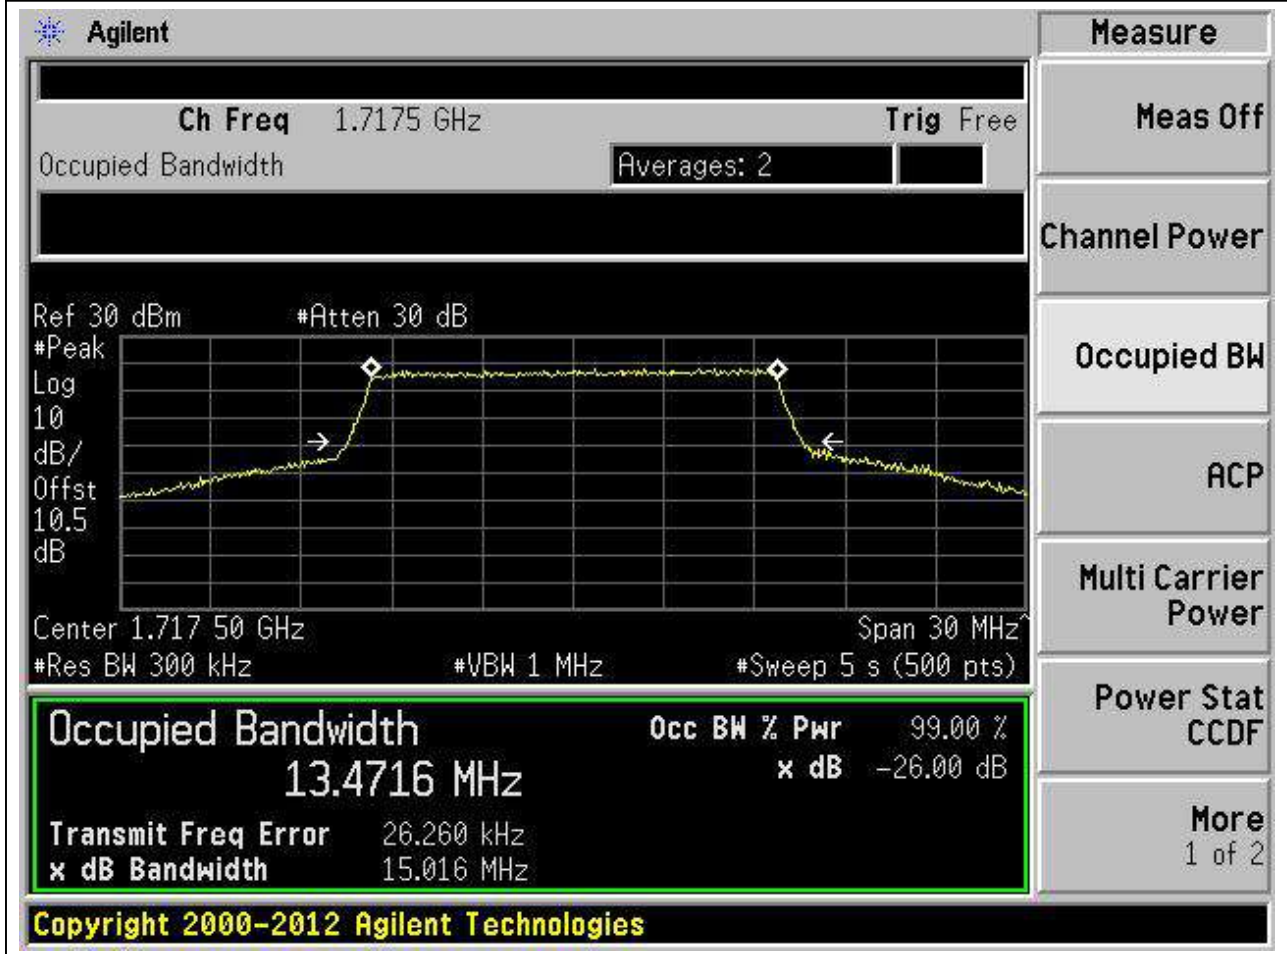 Agilent
Ch Freq 1.7175 GHz Trig Free
Occupied Bandwidth Averages: 2
Ref 30 dBm #Atten 30 dB
#Peak
Log
10
dB/
Offst
10.5
dB
Center 1.717 50 GHz Span 30 MHz^
#Res BW 300 kHz #VBW 1 MHz #Sweep 5 s (500 pts)
Occupied Bandwidth Occ BW % Pwr 99.00 %
13.4716 MHz x dB -26.00 dB
Transmit Freq Error 26.260 kHz
x dB Bandwidth 15.016 MHz
Copyright 2000-2012 Agilent Technologies
Measure
Meas Off
Channel Power
Occupied BW
ACP
Multi Carrier
Power
Power Stat
CCDF
More
1 of 2